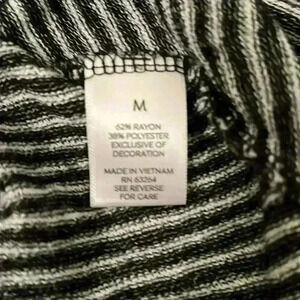 M
62% RAYON
38% POLYESTER
EXCLUSIVE OF
DECORATION
MADE IN VIETNAM
RN 63264
SEE REVERSE
FOR CARE